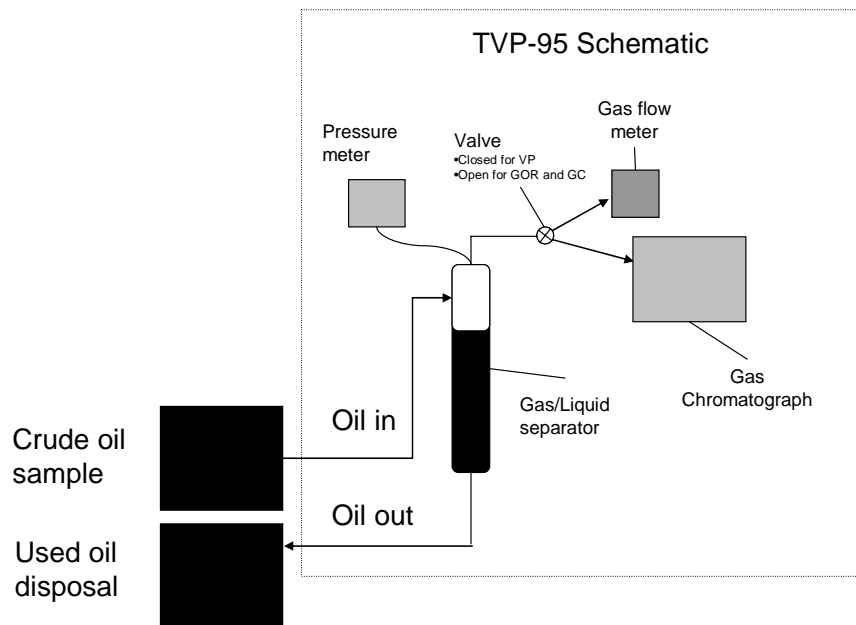 TVP-95 Schematic
Gas flow
meter
Pressure
meter
Valve
•Closed for VP
•Open for GOR and GC
Gas
Chromatograph
Gas/Liquid
separator
Oil in
Crude oil
sample
Oil out
Used oil
disposal